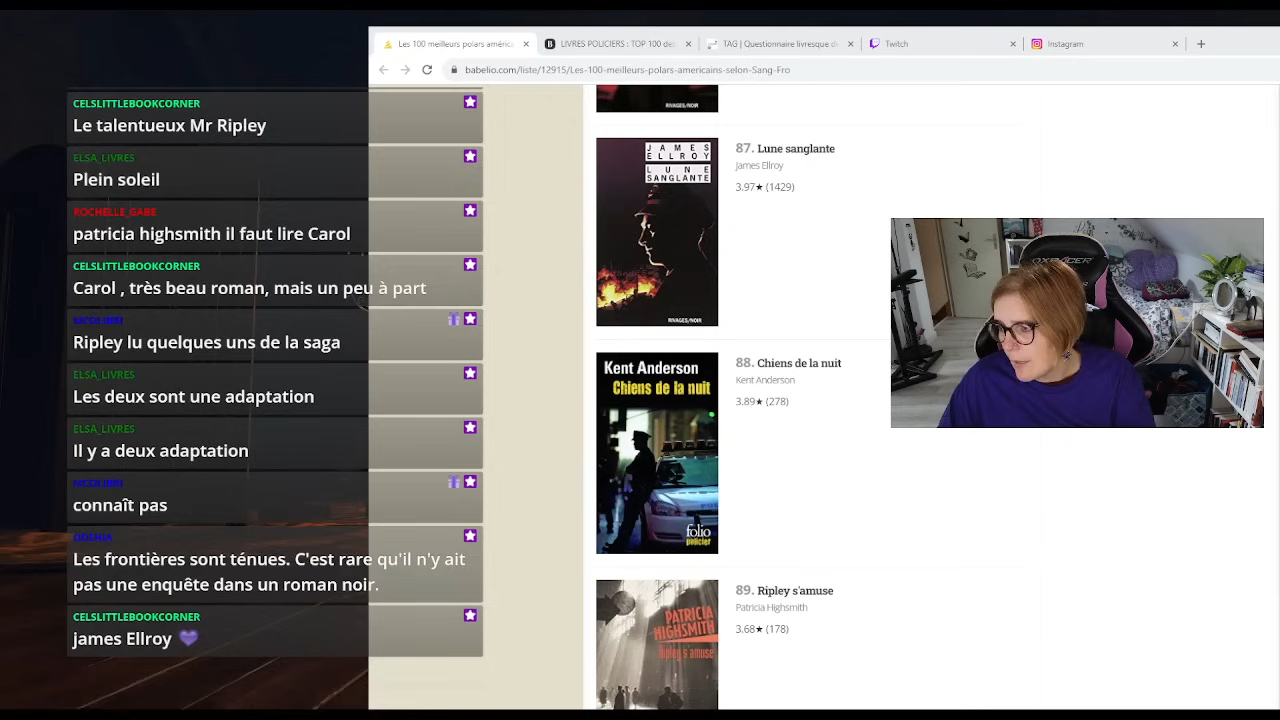 Les 100 meilleurs polars américa
LIVRES POLICIERS : TOP 100 des
TAG | Questionnaire livresque d
Twitch
Instagram
babelio.com/liste/12915/Les-100-meilleurs-polars-americains-selon-Sang-Fro
CELSLITTLEBOOKCORNER
Le talentueux Mr Ripley
ELSA_LIVRES
Plein soleil
ROCHELLE_GABE
patricia highsmith il faut lire Carol
CELSLITTLEBOOKCORNER
Carol , très beau roman, mais un peu à part
Ripley lu quelques uns de la saga
ELSA_LIVRES
Les deux sont une adaptation
ELSA_LIVRES
Il y a deux adaptation
connaît pas
Les frontières sont ténues. C'est rare qu'il n'y ait
pas une enquête dans un roman noir.
CELSLITTLEBOOKCORNER
james Ellroy 💜
RIVAGES/NOIR
JAMES
ELLROY
LUNE
SANGLANTE
RIVAGES/NOIR
87. Lune sanglante
James Ellroy
3.97★ (1429)
Kent Anderson
Chiens de la nuit
folio
policier
88. Chiens de la nuit
Kent Anderson
3.89★ (278)
PATRICIA
HIGHSMITH
Ripley s'amuse
89. Ripley s'amuse
Patricia Highsmith
3.68★ (178)